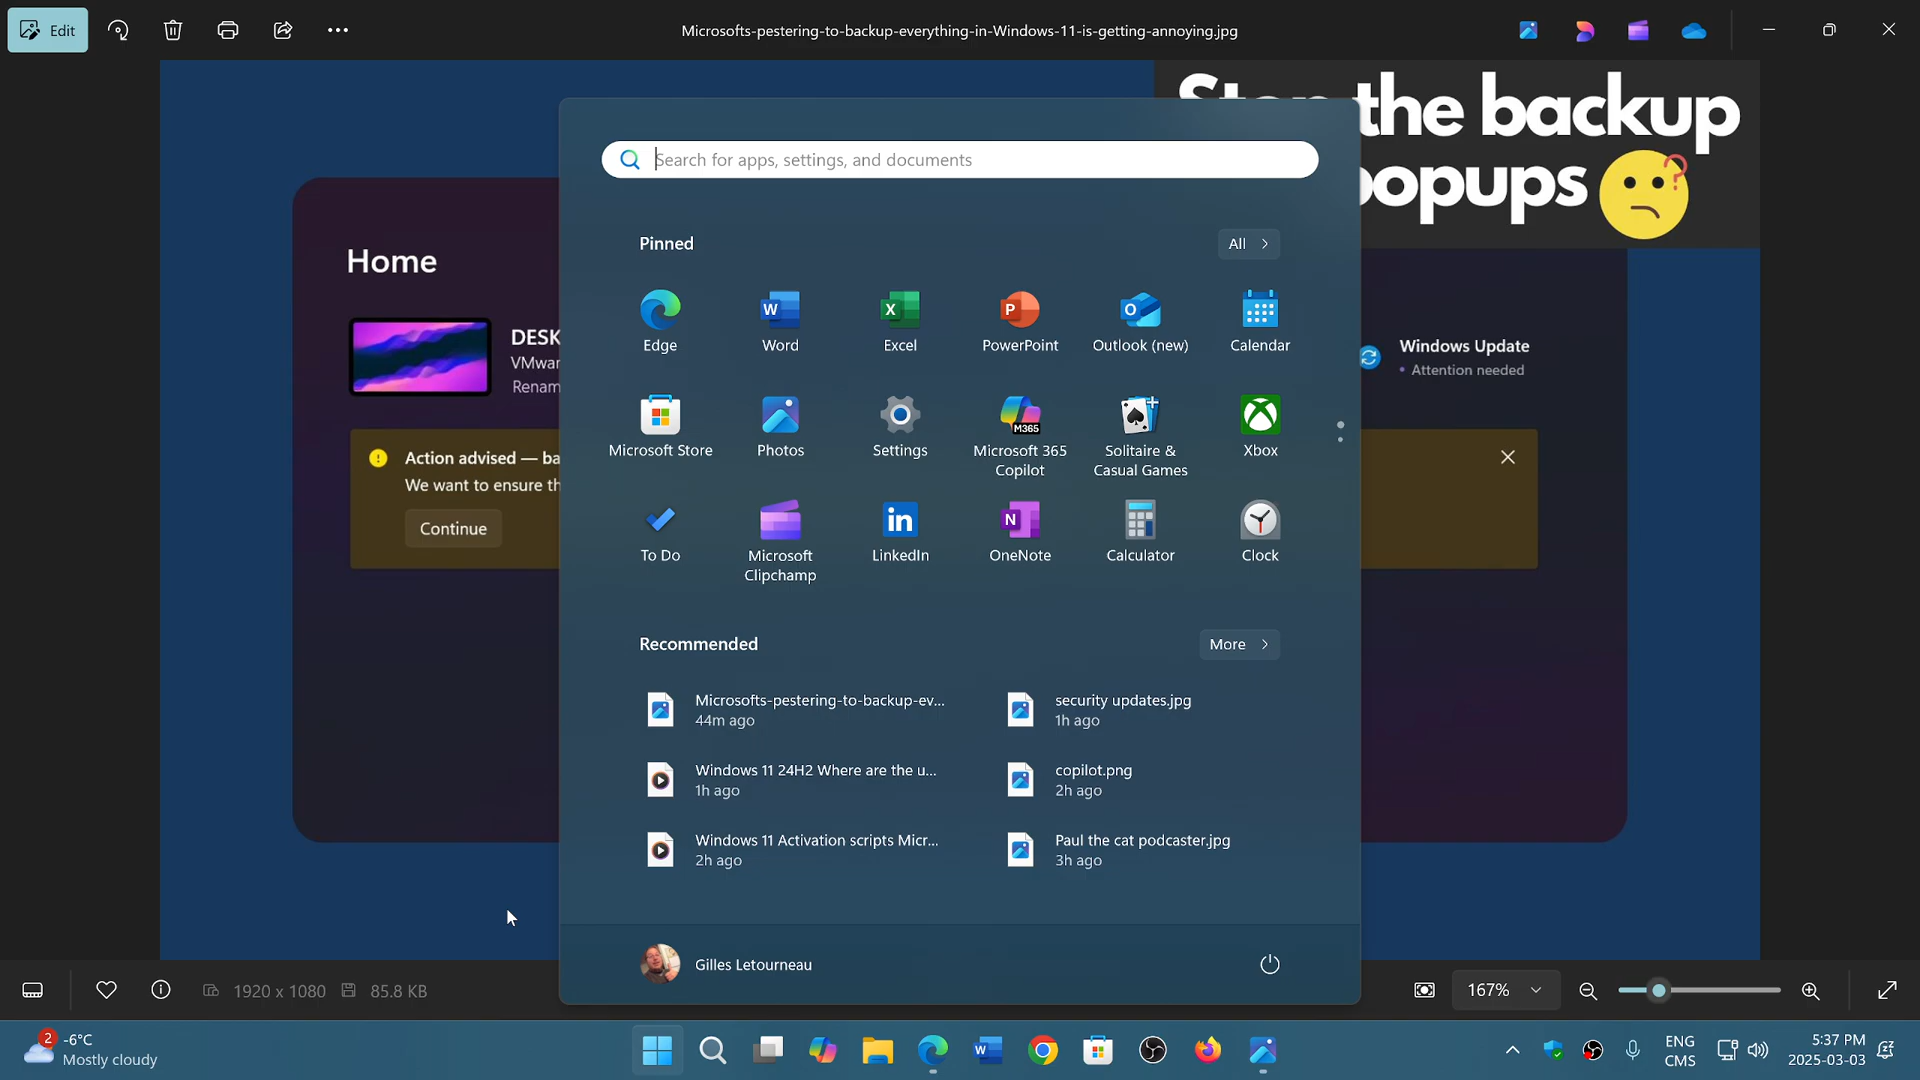 Edit
Microsofts-pestering-to-backup-everything-in-Windows-11-is-getting-annoying.jpg
the backup
popups
Home
DESK
VMwar
Renam
Windows Update
• Attention needed
Action advised — ba
We want to ensure th
Continue
Search for apps, settings, and documents
Pinned
All
Edge
Word
Excel
PowerPoint
Outlook (new)
Calendar
Microsoft Store
Photos
Settings
M365
Microsoft 365
Copilot
Solitaire &
Casual Games
Xbox
To Do
Microsoft
Clipchamp
LinkedIn
OneNote
Calculator
Clock
Recommended
More
Microsofts-pestering-to-backup-ev...
44m ago
security updates.jpg
1h ago
Windows 11 24H2 Where are the u...
1h ago
copilot.png
2h ago
Windows 11 Activation scripts Micr...
2h ago
Paul the cat podcaster.jpg
3h ago
Gilles Letourneau
1920 x 1080
85.8 KB
167%
2
-6°C
Mostly cloudy
ENG
CMS
5:37 PM
2025-03-03